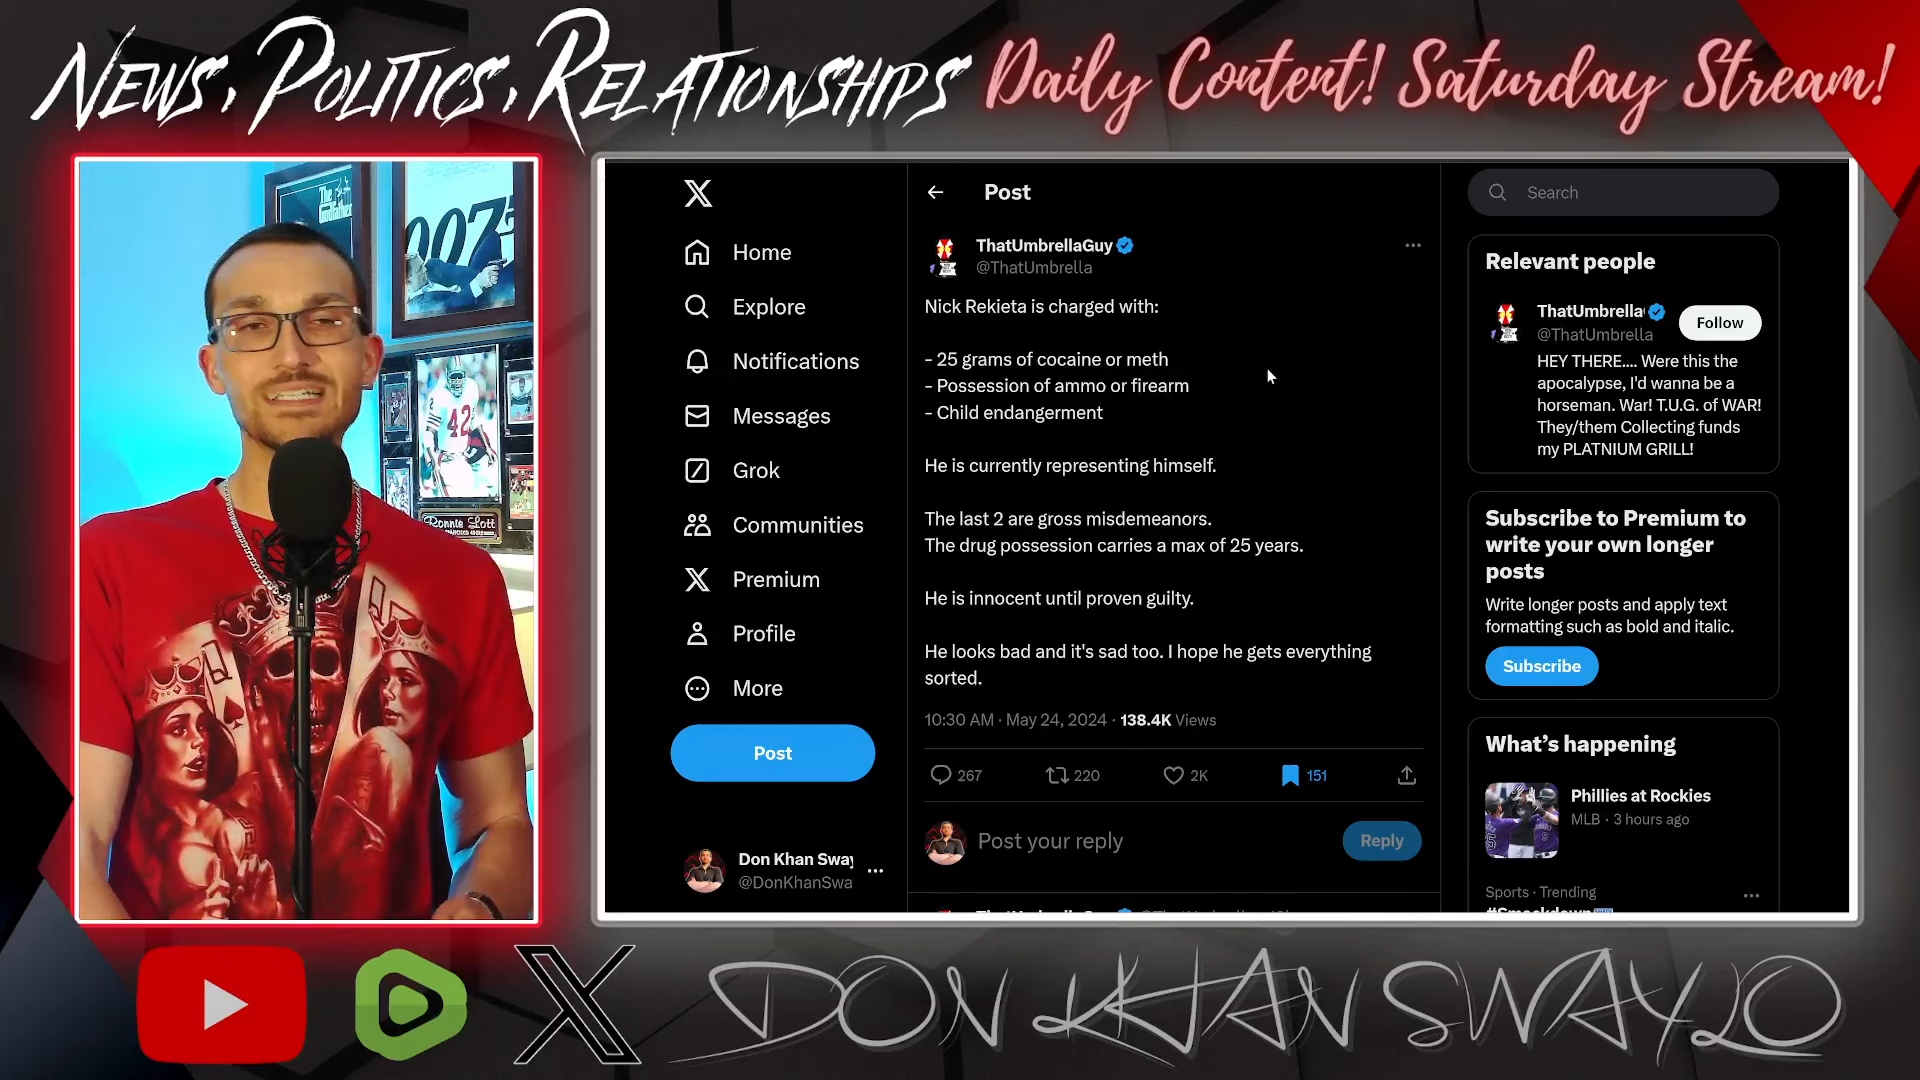 News, Politics, Relationships
Daily Content! Saturday Stream!
The
Godfather
007
42
Ronnie Lott
Q
Home
Explore
Notifications
Messages
Grok
Communities
Premium
Profile
More
Post
Don Khan Sway
@DonKhanSwa
Post
ThatUmbrellaGuy
@ThatUmbrella
Nick Rekieta is charged with:
- 25 grams of cocaine or meth
- Possession of ammo or firearm
- Child endangerment
He is currently representing himself.
The last 2 are gross misdemeanors.
The drug possession carries a max of 25 years.
He is innocent until proven guilty.
He looks bad and it's sad too. I hope he gets everything
sorted.
10:30 AM · May 24, 2024 · 138.4K Views
267 220 2K 151
Post your reply
Reply
Search
Relevant people
ThatUmbrella
@ThatUmbrella
Follow
HEY THERE.... Were this the
apocalypse, I'd wanna be a
horseman. War! T.U.G. of WAR!
They/them Collecting funds
my PLATNIUM GRILL!
Subscribe to Premium to
write your own longer
posts
Write longer posts and apply text
formatting such as bold and italic.
Subscribe
What's happening
Phillies at Rockies
MLB · 3 hours ago
Sports · Trending
#Smackdown
Don Khan Swaylo